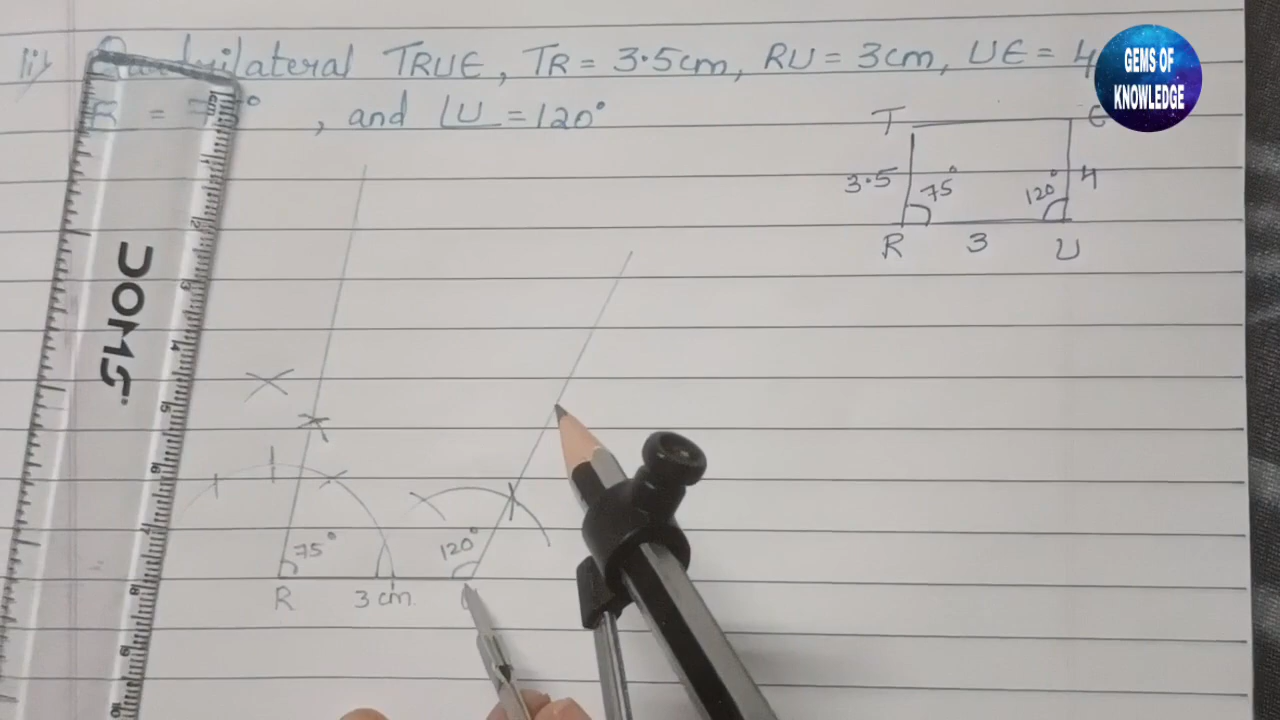 ii) Quadrilateral TRUE, TR = 3.5cm, RU = 3cm, UE = 4
= °, and ∠U = 120°
GEMS OF
KNOWLEDGE
T E
3.5 75° 120° 4
R 3 U
cm
DOMS
75° 120°
R 3 cm